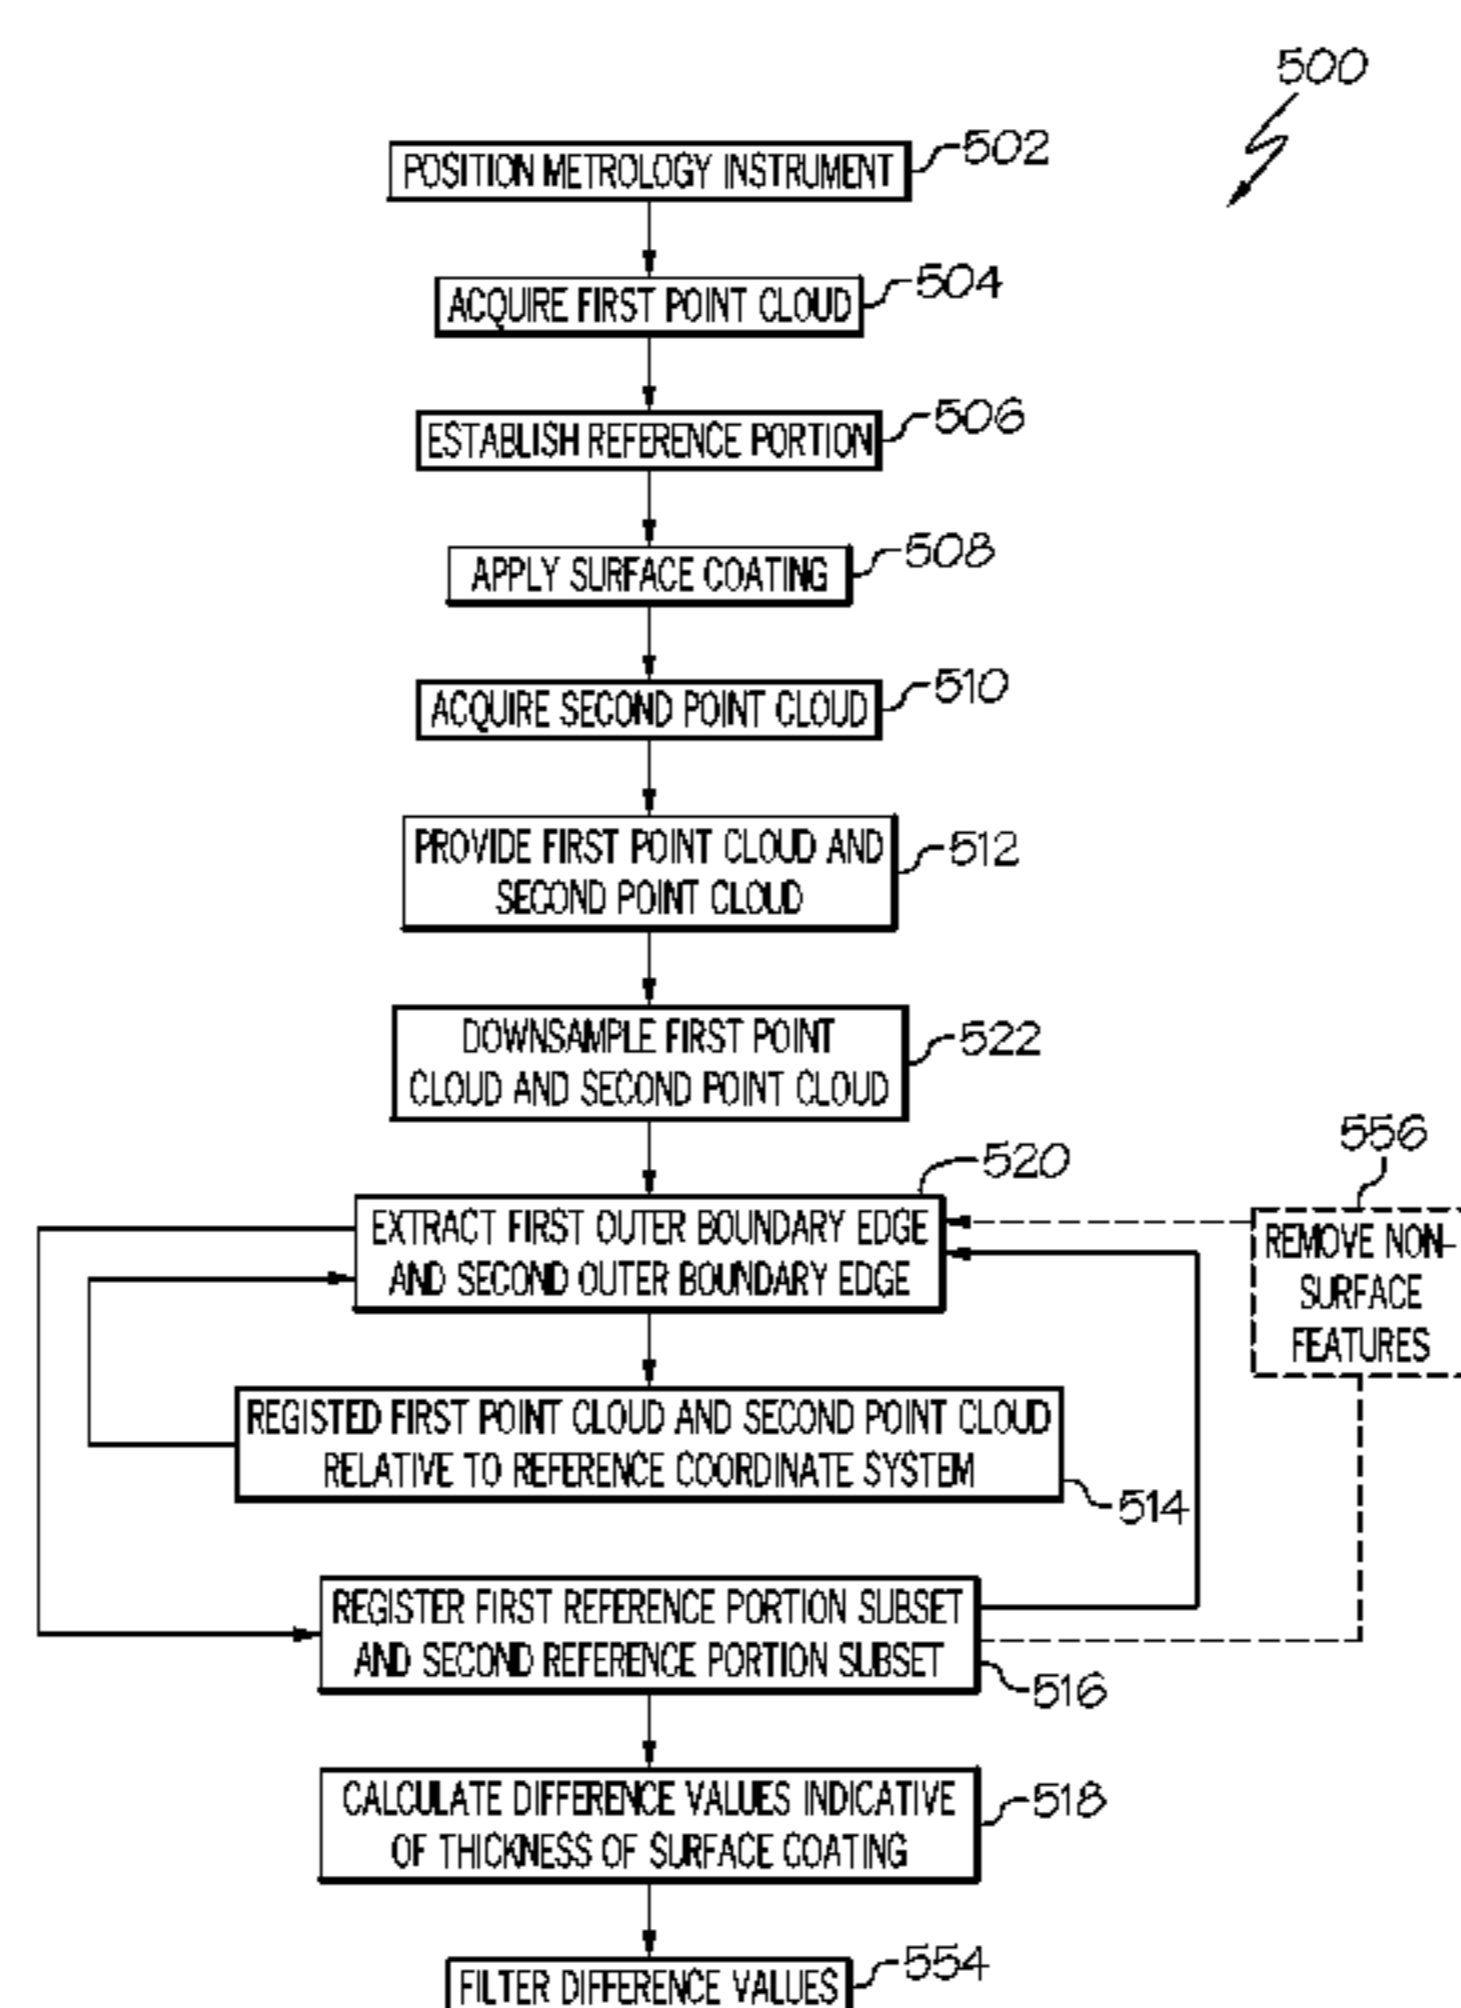 500
POSITION METROLOGY INSTRUMENT
502
ACQUIRE FIRST POINT CLOUD
504
ESTABLISH REFERENCE PORTION
506
APPLY SURFACE COATING
508
ACQUIRE SECOND POINT CLOUD
510
PROVIDE FIRST POINT CLOUD AND
SECOND POINT CLOUD
512
DOWNSAMPLE FIRST POINT
CLOUD AND SECOND POINT CLOUD
522
EXTRACT FIRST OUTER BOUNDARY EDGE
AND SECOND OUTER BOUNDARY EDGE
520
556
REMOVE NON-
SURFACE
FEATURES
REGISTED FIRST POINT CLOUD AND SECOND POINT CLOUD
RELATIVE TO REFERENCE COORDINATE SYSTEM
514
REGISTER FIRST REFERENCE PORTION SUBSET
AND SECOND REFERENCE PORTION SUBSET
516
CALCULATE DIFFERENCE VALUES INDICATIVE
OF THICKNESS OF SURFACE COATING
518
FILTER DIFFERENCE VALUES
554